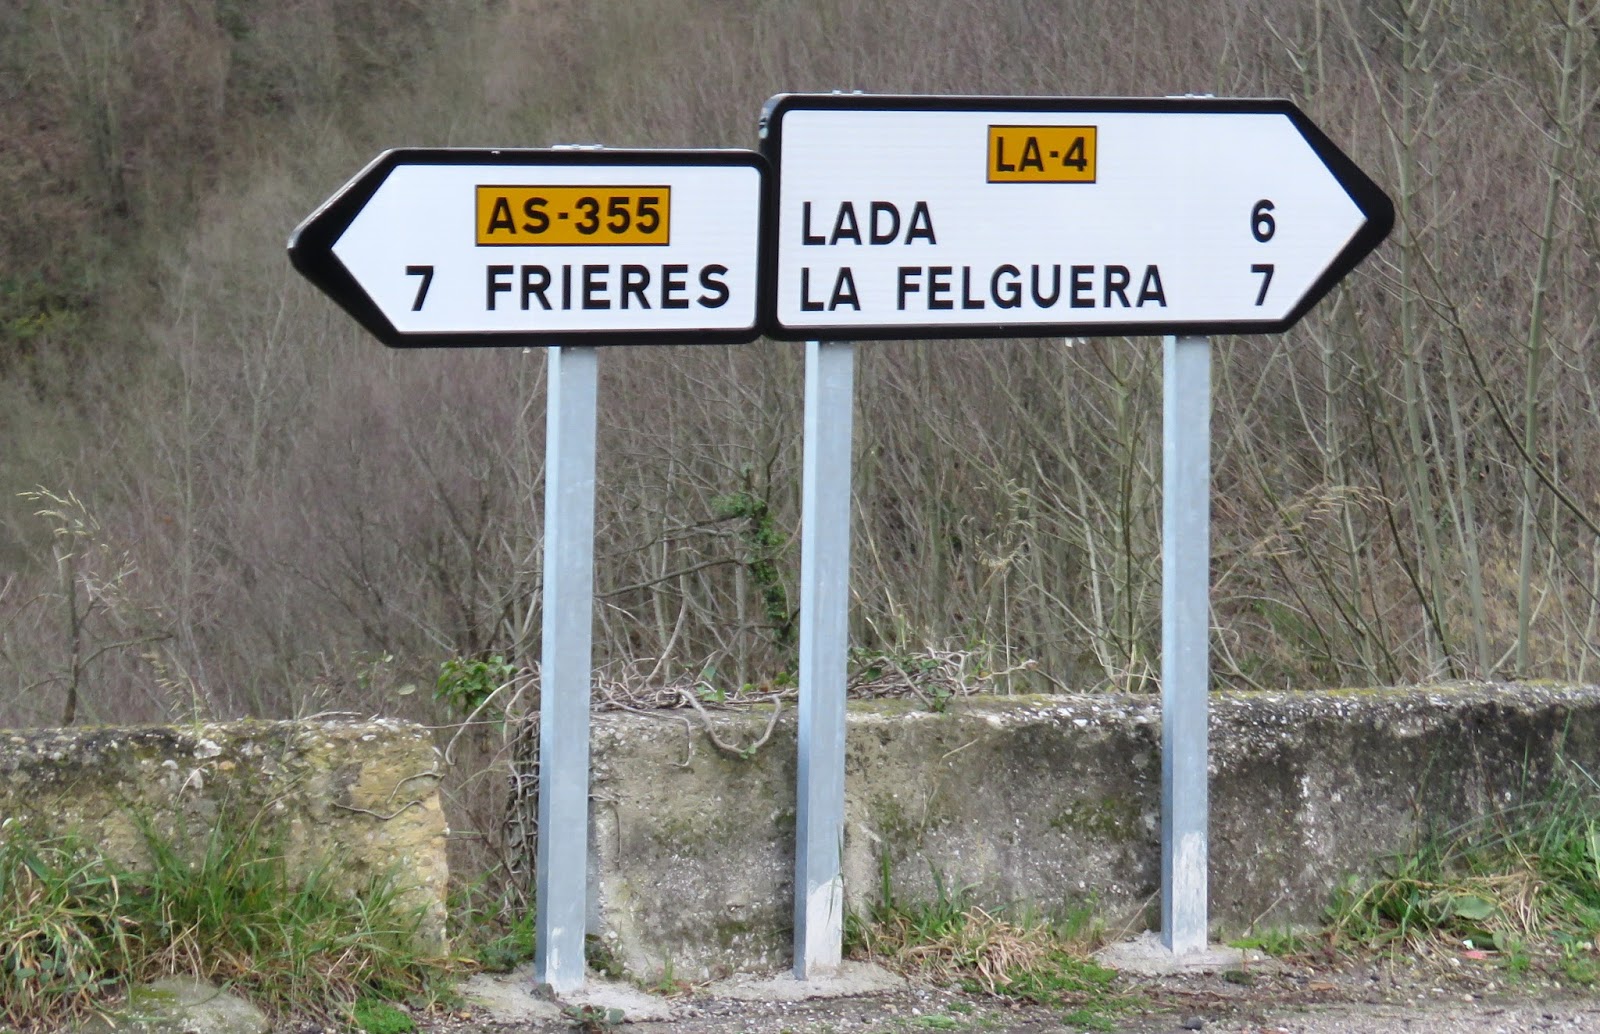 AS-355
7 FRIERES
LA-4
LADA 6
LA FELGUERA 7